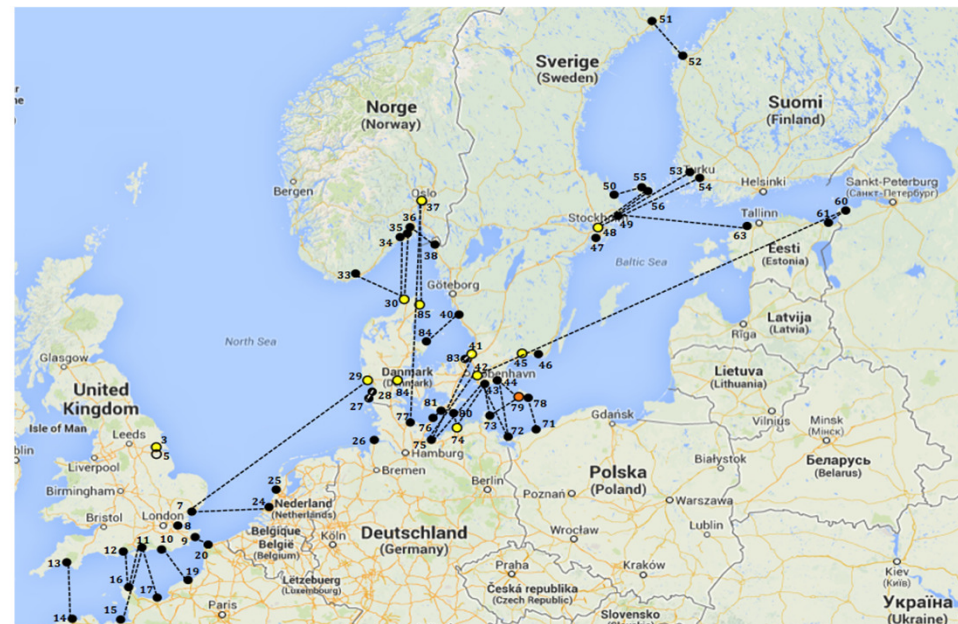 51
Sverige
(Sweden)
52
Norge
(Norway)
Suomi
(Finland)
Bergen
Oslo
37
55
53
Turku
54
Helsinki
Sankt-Peterburg
(Санкт-Петербург)
50
56
60
36
35
34
38
Stockholm
49
48
47
63
Tallinn
61
Eesti
(Estonia)
Baltic Sea
33
30
85
Göteborg
40
Latvija
(Latvia)
Rīga
North Sea
84
41
83
45
46
Glasgow
29
Danmark
(Denmark)
84
42
København
44
43
Lietuva
(Lithuania)
United
Kingdom
27
28
81
80
79
78
Vilnius
Minsk
(Мінск)
Isle of Man
77
76
73
Gdańsk
Leeds
3
5
26
75
74
72
71
Hamburg
Białystok
Беларусь
(Belarus)
Liverpool
Bremen
Birmingham
25
Berlin
Poznań
Polska
(Poland)
Warszawa
7
24
Nederland
(Netherlands)
Bristol
London
8
België
Belgique
België
(Belgium)
Köln
Deutschland
(Germany)
Wrocław
Lublin
9
20
12
11
10
13
16
17
19
Lëtzebuerg
(Luxembourg)
Praha
Kraków
Kiev
(Київ)
Česká republika
(Czech Republic)
14
15
Paris
Slovensko
Україна
(Ukraine)